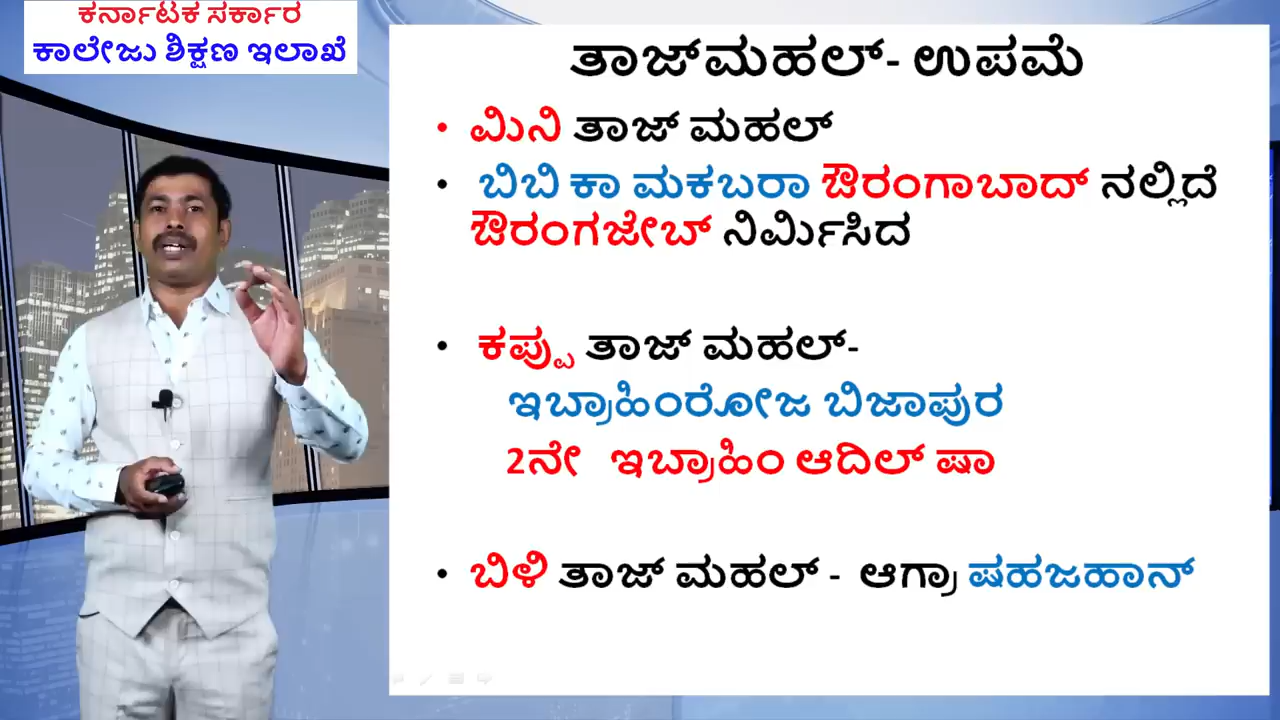 ಕರ್ನಾಟಕ ಸರ್ಕಾರ
ಕಾಲೇಜು ಶಿಕ್ಷಣ ಇಲಾಖೆ
ತಾಜ್‌ಮಹಲ್- ಉಪಮೆ
• ಮಿನಿ ತಾಜ್ ಮಹಲ್
• ಬಿಬಿ ಕಾ ಮಕಬರಾ ಔರಂಗಾಬಾದ್ ನಲ್ಲಿದೆ
ಔರಂಗಜೇಬ್ ನಿರ್ಮಿಸಿದ
• ಕಪ್ಪು ತಾಜ್ ಮಹಲ್-
ಇಬ್ರಾಹಿಂರೋಜ ಬಿಜಾಪುರ
2ನೇ ಇಬ್ರಾಹಿಂ ಆದಿಲ್ ಷಾ
• ಬಿಳಿ ತಾಜ್ ಮಹಲ್ - ಆಗ್ರಾ ಷಹಜಹಾನ್